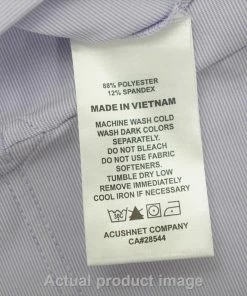 88% POLYESTER
12% SPANDEX
MADE IN VIETNAM
MACHINE WASH COLD
WASH DARK COLORS
SEPARATELY.
DO NOT BLEACH
DO NOT USE FABRIC
SOFTENERS.
TUMBLE DRY LOW
REMOVE IMMEDIATELY
COOL IRON IF NECESSARY
ACUSHNET COMPANY
CA#28544
Actual product image